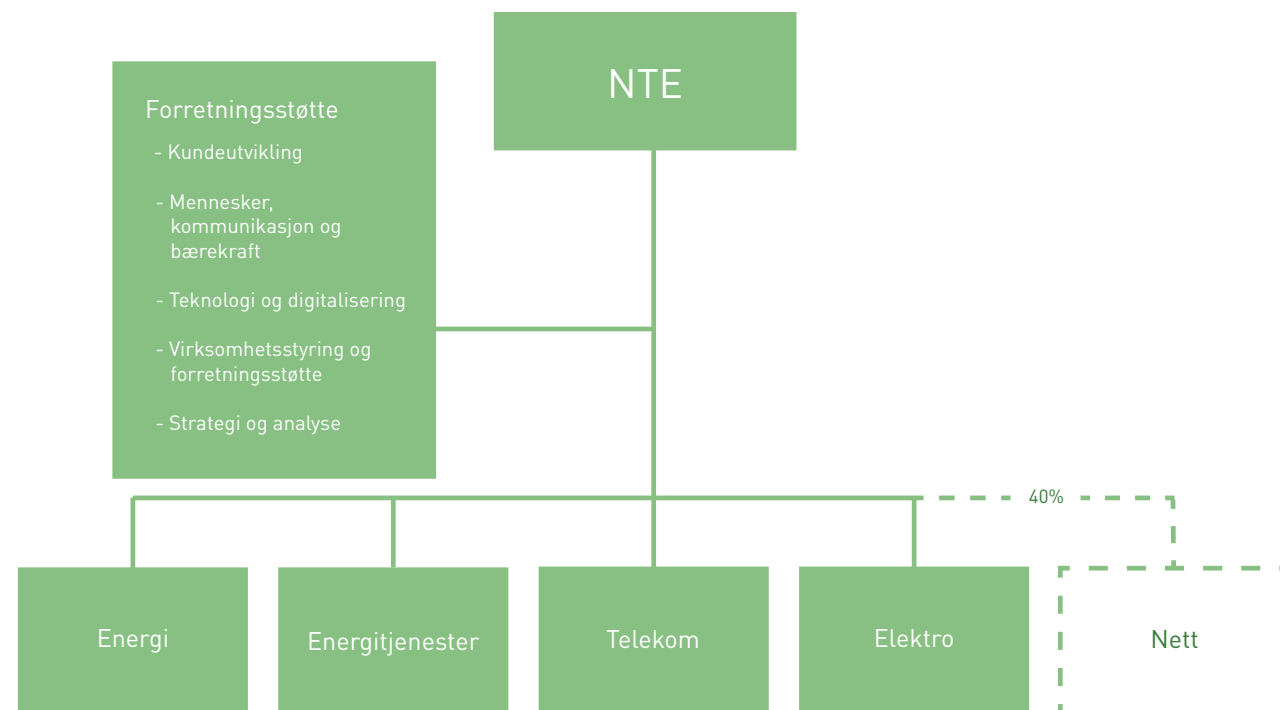 NTE
Forretningsstøtte
- Kundeutvikling
- Mennesker,
kommunikasjon og
bærekraft
- Teknologi og digitalisering
- Virksomhetsstyring og
forretningsstøtte
- Strategi og analyse
40%
Energi
Energitjenester
Telekom
Elektro
Nett